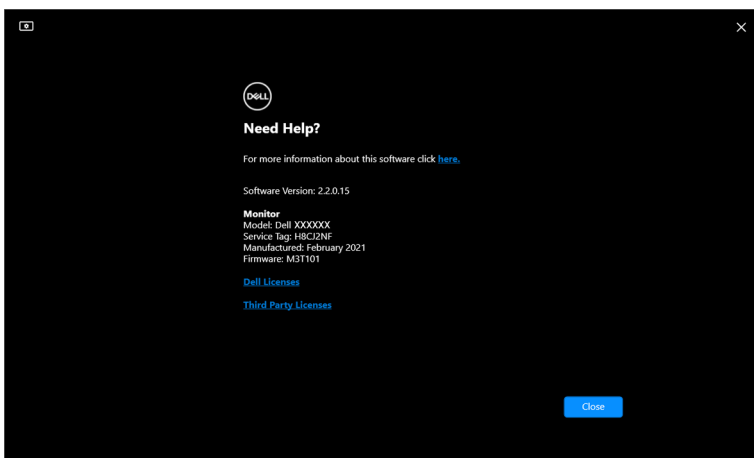 DELL
Need Help?
For more information about this software click here.
Software Version: 2.2.0.15
Monitor
Model: Dell XXXXXX
Service Tag: H8CJ2NF
Manufactured: February 2021
Firmware: M3T101
Dell Licenses
Third Party Licenses
Close